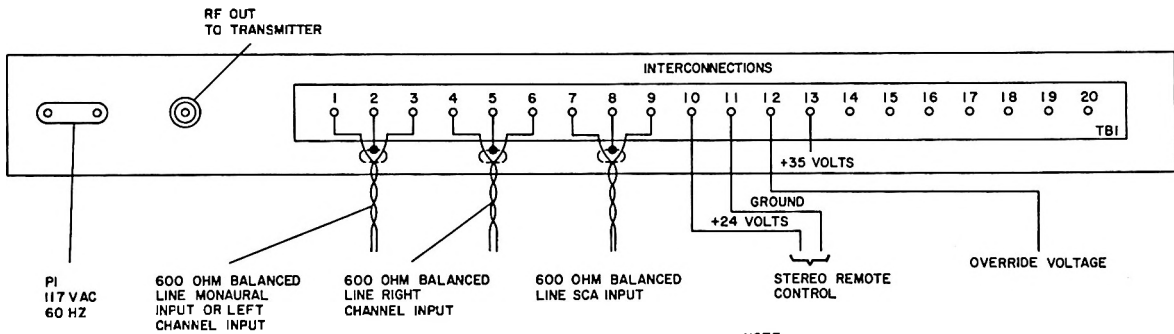 RF OUT
TO TRANSMITTER
INTERCONNECTIONS
1 2 3 4 5 6 7 8 9 10 11 12 13 14 15 16 17 18 19 20
TB1
+35 VOLTS
GROUND
+24 VOLTS
P1
117 VAC
60 HZ
600 OHM BALANCED
LINE MONAURAL
INPUT OR LEFT
CHANNEL INPUT
600 OHM BALANCED
LINE RIGHT
CHANNEL INPUT
600 OHM BALANCED
LINE SCA INPUT
STEREO REMOTE
CONTROL
OVERRIDE VOLTAGE